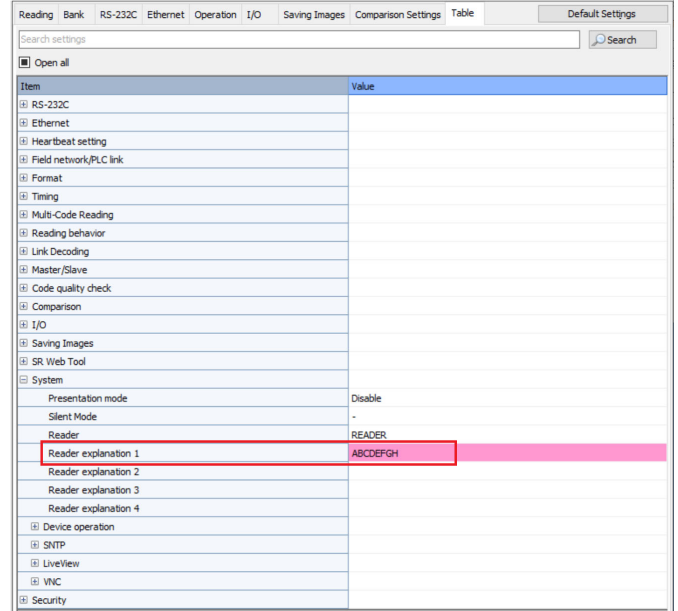 Reading Bank RS-232C Ethernet Operation I/O Saving Images Comparison Settings Table Default Settings
Search settings Search
Open all
Item Value
RS-232C
Ethernet
Heartbeat setting
Field network/PLC link
Format
Timing
Multi-Code Reading
Reading behavior
Link Decoding
Master/Slave
Code quality check
Comparison
I/O
Saving Images
SR Web Tool
System
Presentation mode Disable
Silent Mode -
Reader READER
Reader explanation 1 ABCDEFGH
Reader explanation 2
Reader explanation 3
Reader explanation 4
Device operation
SNTP
LiveView
VNC
Security